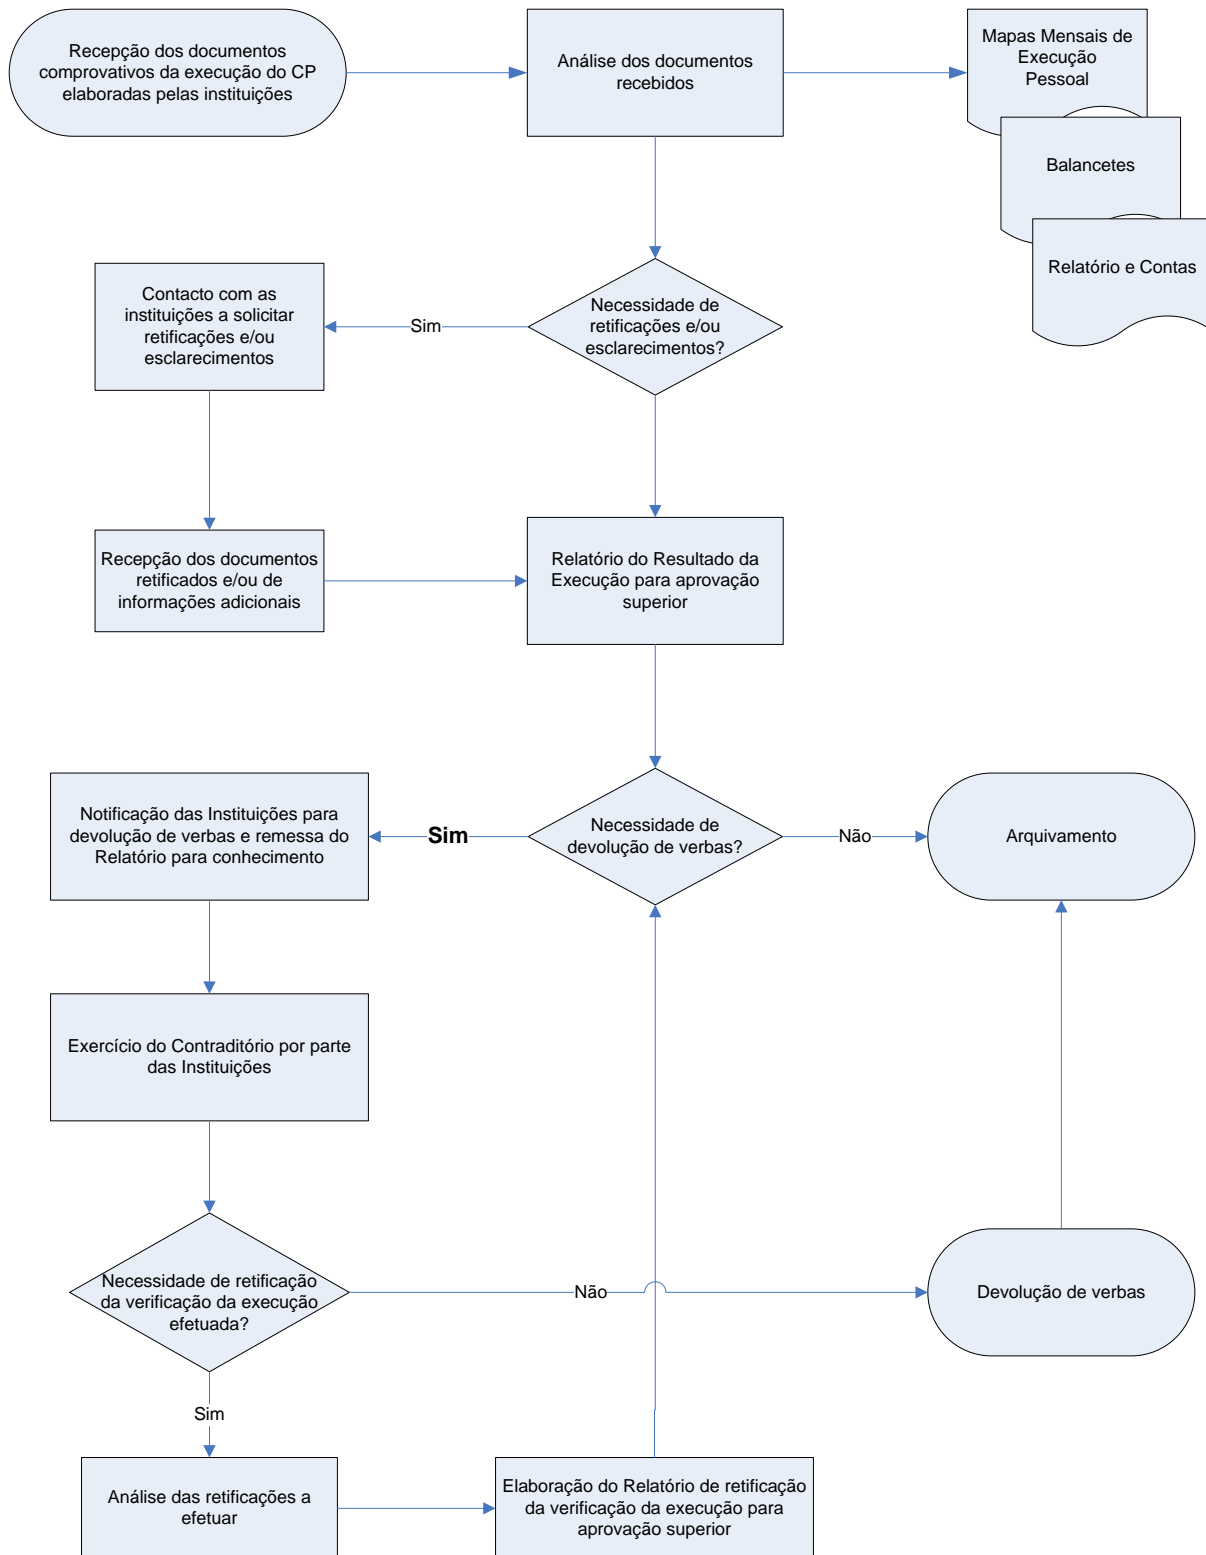 Recepção dos documentos
comprovativos da execução do CP
elaboradas pelas instituições
Análise dos documentos
recebidos
Mapas Mensais de
Execução
Pessoal
Balancetes
Relatório e Contas
Contacto com as
instituições a solicitar
retificações e/ou
esclarecimentos
Sim
Necessidade de
retificações e/ou
esclarecimentos?
Recepção dos documentos
retificados e/ou de
informações adicionais
Relatório do Resultado da
Execução para aprovação
superior
Notificação das Instituições para
devolução de verbas e remessa do
Relatório para conhecimento
Sim
Necessidade de
devolução de verbas?
Não
Arquivamento
Exercício do Contraditório por parte
das Instituições
Necessidade de retificação
da verificação da execução
efetuada?
Não
Devolução de verbas
Sim
Análise das retificações a
efetuar
Elaboração do Relatório de retificação
da verificação da execução para
aprovação superior